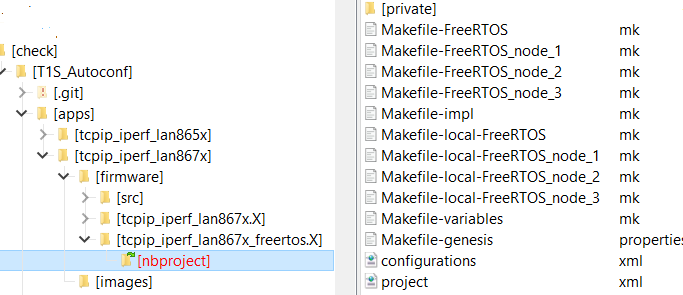 [check]
[T1S_Autoconf]
[.git]
[apps]
[tcpip_iperf_lan865x]
[tcpip_iperf_lan867x]
[firmware]
[src]
[tcpip_iperf_lan867x.X]
[tcpip_iperf_lan867x_freertos.X]
[nbproject]
[images]
[private]
Makefile-FreeRTOS mk
Makefile-FreeRTOS_node_1 mk
Makefile-FreeRTOS_node_2 mk
Makefile-FreeRTOS_node_3 mk
Makefile-impl mk
Makefile-local-FreeRTOS mk
Makefile-local-FreeRTOS_node_1 mk
Makefile-local-FreeRTOS_node_2 mk
Makefile-local-FreeRTOS_node_3 mk
Makefile-variables mk
Makefile-genesis properties
configurations xml
project xml